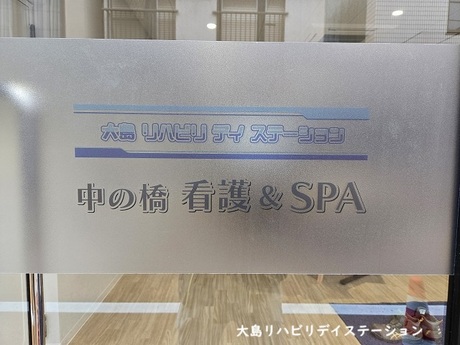 大島 リハビリ デイ ステーション
中の橋 看護 & SPA
大島リハビリデイステーション